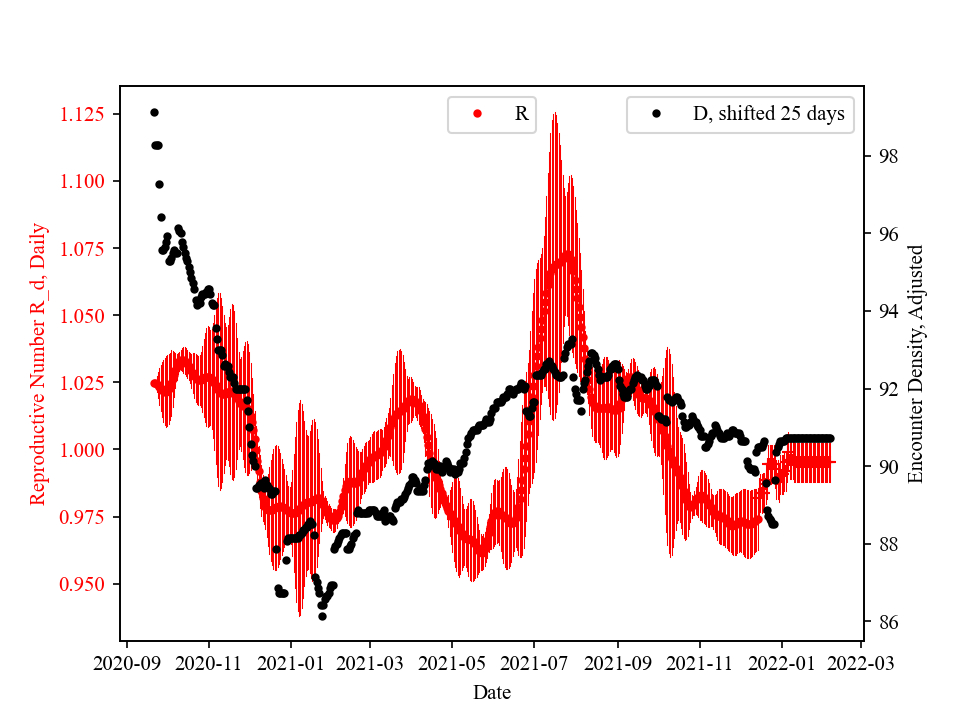 R
D, shifted 25 days
Reproductive Number R_d, Daily
1.125
1.100
1.075
1.050
1.025
1.000
0.975
0.950
98
96
94
92
90
88
86
Encounter Density, Adjusted
2020-09 2020-11 2021-01 2021-03 2021-05 2021-07 2021-09 2021-11 2022-01 2022-03
Date